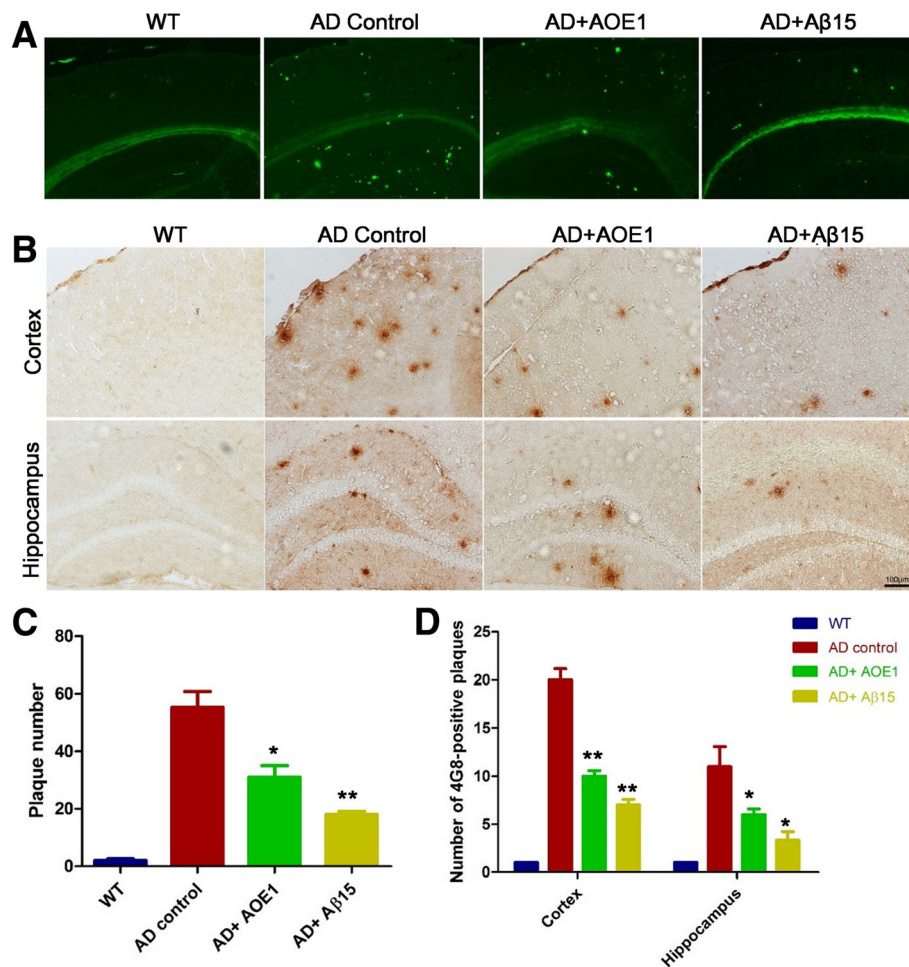 A
WT
AD Control
AD+AOE1
AD+Aβ15
B
WT
AD Control
AD+AOE1
AD+Aβ15
Cortex
Hippocampus
100μm
C
Plaque number
80
60
40
20
0
*
**
WT
AD control
AD+ AOE1
AD+ Aβ15
D
Number of 4G8-positive plaques
25
20
15
10
5
0
**
**
*
*
Cortex
Hippocampus
WT
AD control
AD+ AOE1
AD+ Aβ15